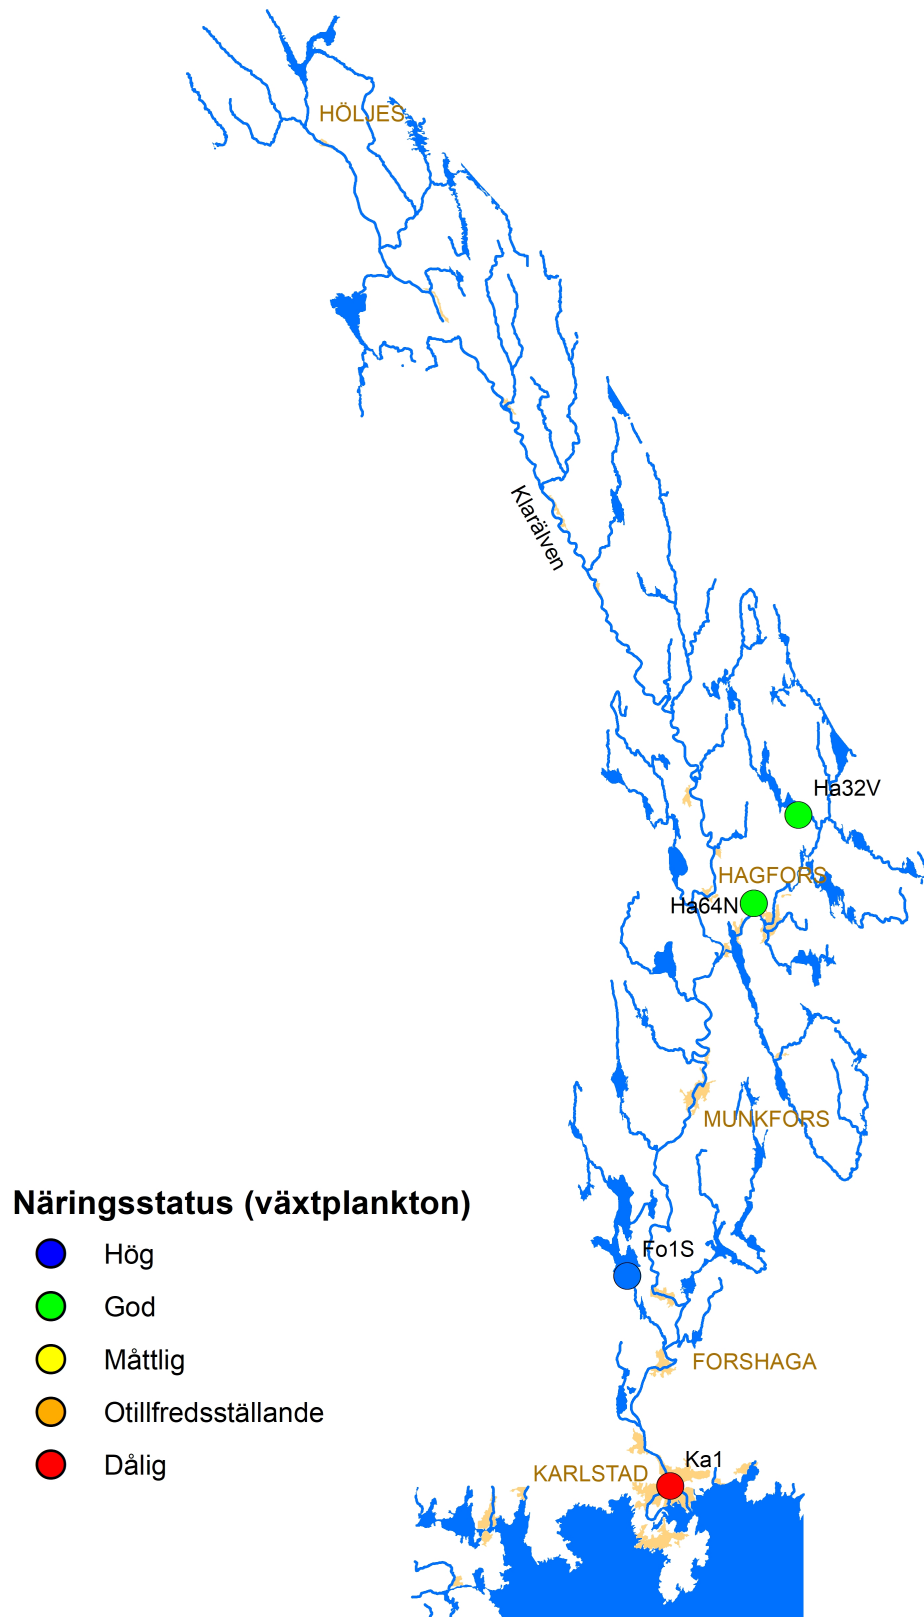 HÖLJES
Klarälven
Ha32V
HAGFORS
Ha64N
MUNKFORS
Näringsstatus (växtplankton)
Hög
God
Måttlig
Otillfredsställande
Dålig
Fo1S
FORSHAGA
Ka1
KARLSTAD